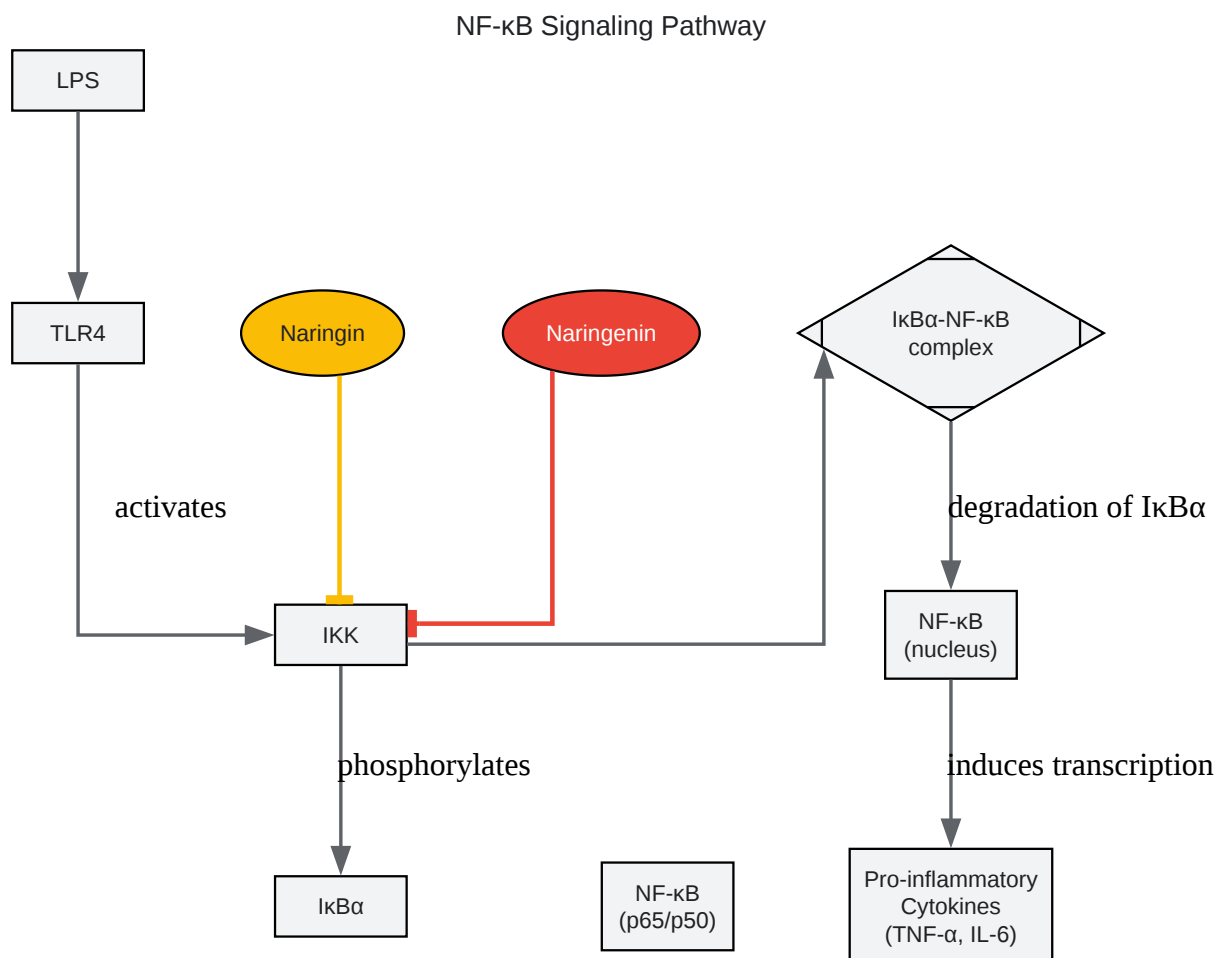 NF-κB Signaling Pathway
LPS
TLR4
Naringin
Naringenin
IκBα-NF-κB
complex
activates
degradation of IκBα
IKK
NF-κB
(nucleus)
phosphorylates
induces transcription
IκBα
NF-κB
(p65/p50)
Pro-inflammatory
Cytokines
(TNF-α, IL-6)